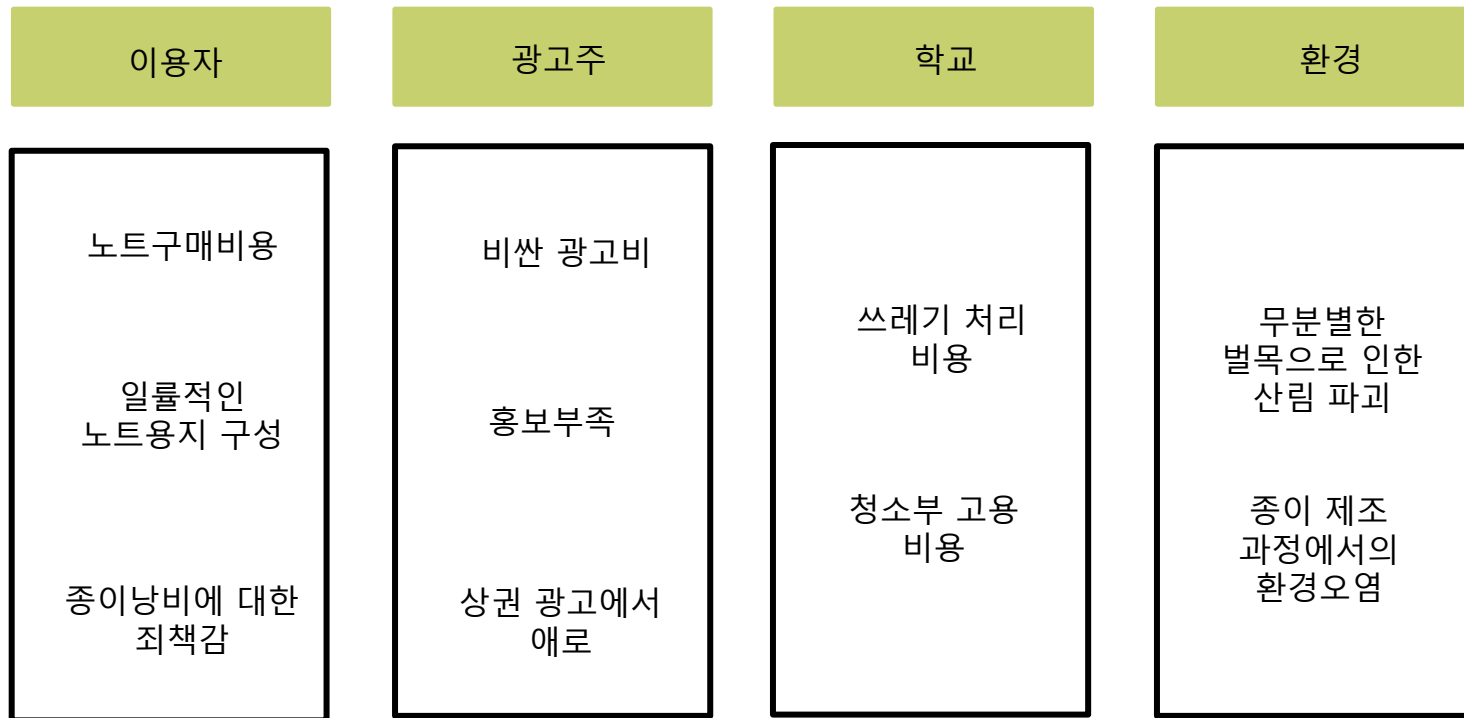 이용자
광고주
학교
환경
노트구매비용
일률적인
노트용지 구성
종이낭비에 대한
죄책감
비싼 광고비
홍보부족
상권 광고에서
애로
쓰레기 처리
비용
청소부 고용
비용
무분별한
벌목으로 인한
산림 파괴
종이 제조
과정에서의
환경오염